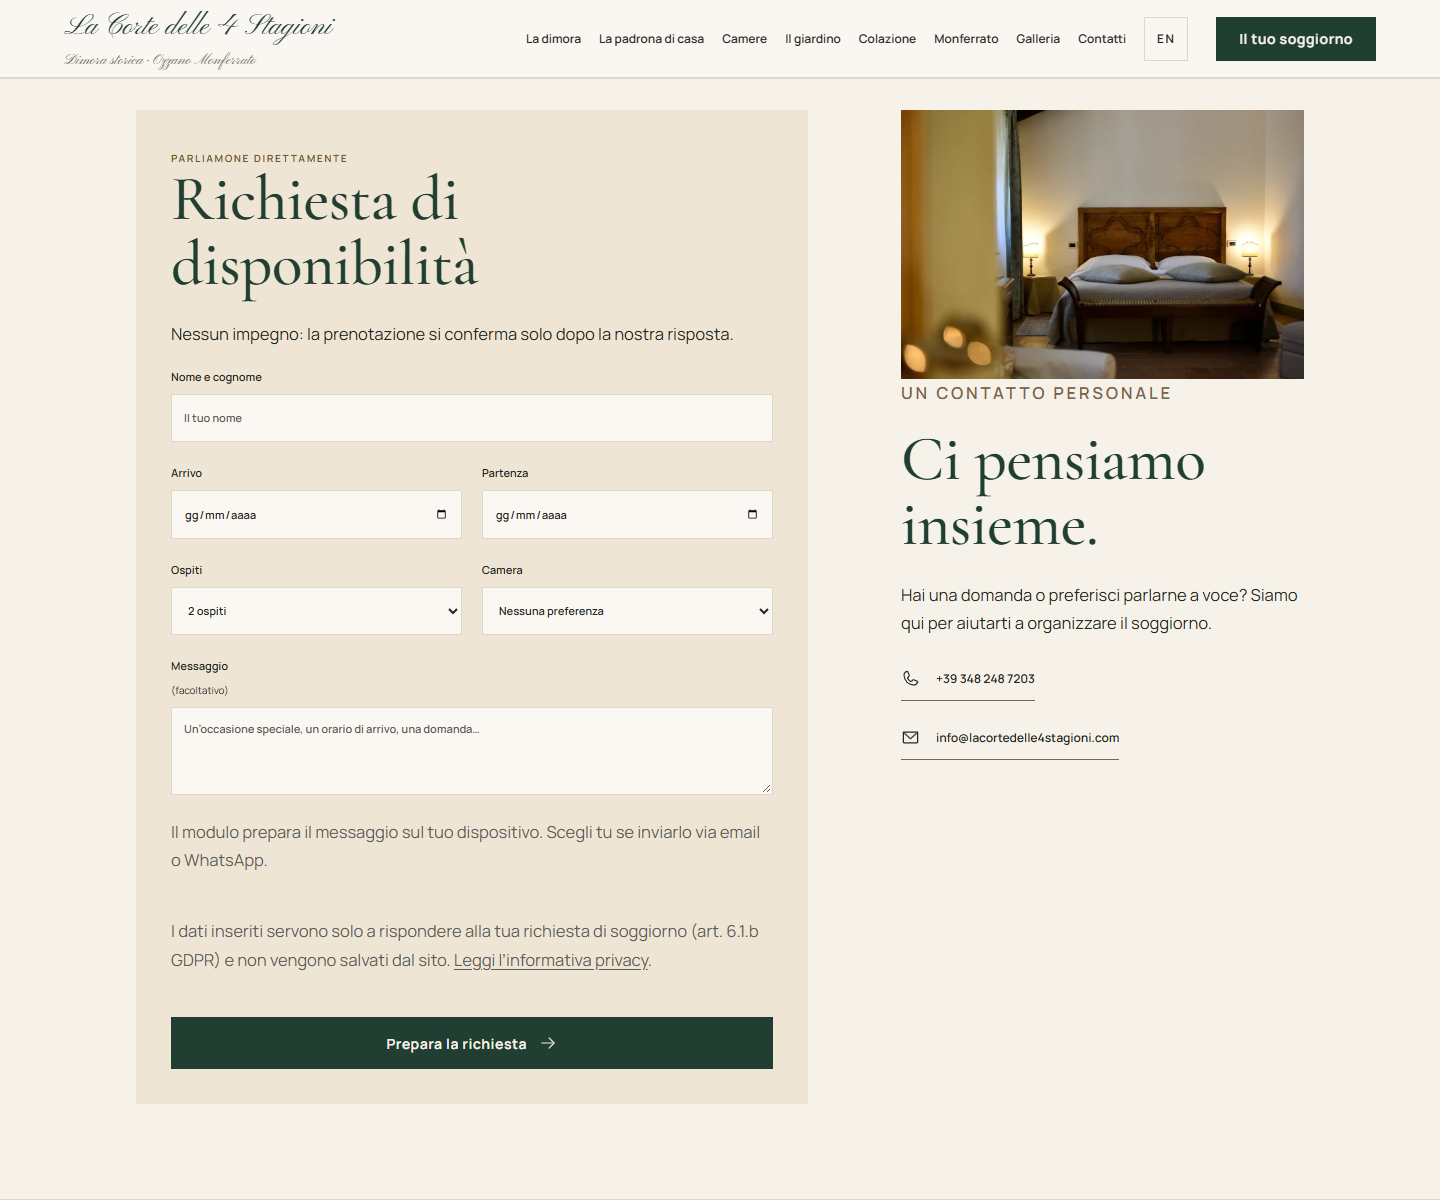 La Corte delle 4 Stagioni
Dimora storica - Ozzano Monferrato
La dimora
La padrona di casa
Camere
Il giardino
Colazione
Monferrato
Galleria
Contatti
EN
Il tuo soggiorno
PARLIAMONE DIRETTAMENTE
Richiesta di
disponibilità
Nessun impegno: la prenotazione si conferma solo dopo la nostra risposta.
Nome e cognome
Il tuo nome
Arrivo
Partenza
gg/mm/aaaa
gg/mm/aaaa
Ospiti
Camera
2 ospiti
Nessuna preferenza
Messaggio
(facoltativo)
Un'occasione speciale, un orario di arrivo, una domanda…
Il modulo prepara il messaggio sul tuo dispositivo. Scegli tu se inviarlo via email
o WhatsApp.
I dati inseriti servono solo a rispondere alla tua richiesta di soggiorno (art. 6.1.b
GDPR) e non vengono salvati dal sito. Leggi l'informativa privacy.
Prepara la richiesta
UN CONTATTO PERSONALE
Ci pensiamo
insieme.
Hai una domanda o preferisci parlarne a voce? Siamo
qui per aiutarti a organizzare il soggiorno.
+39 348 248 7203
info@lacortedelle4stagioni.com